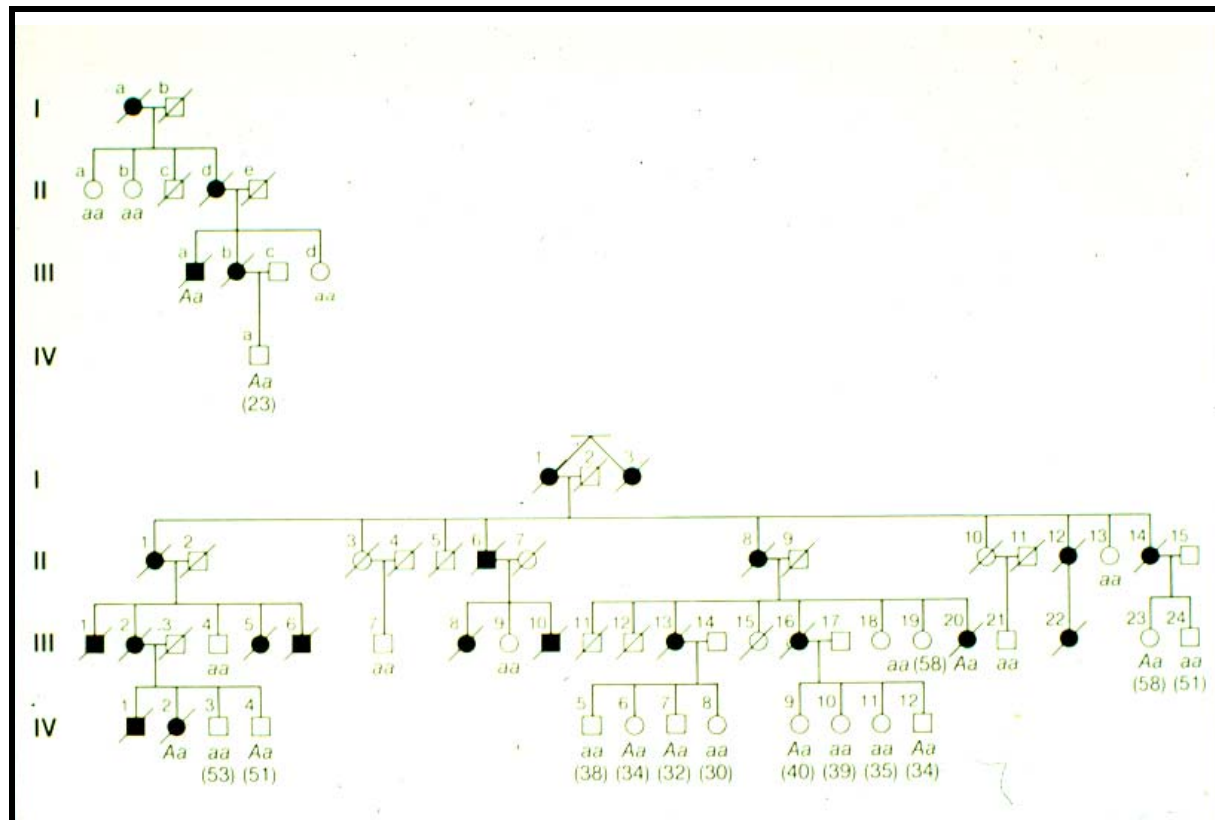 a b
I
a b c d e
II
aa aa
a b c d
III
Aa aa
a
IV
Aa
(23)
1 2 3
I
1 2 3 4 5 6 7 8 9 10 11 12 13 14 15
II
aa
1 2 3 4 5 6 7 8 9 10 11 12 13 14 15 16 17 18 19 20 21 22 23 24
III
aa aa aa aa (58) Aa aa Aa aa
(58) (51)
1 2 3 4 5 6 7 8 9 10 11 12
IV
Aa aa Aa aa Aa Aa aa Aa aa aa Aa
(53) (51) (38) (34) (32) (30) (40) (39) (35) (34)